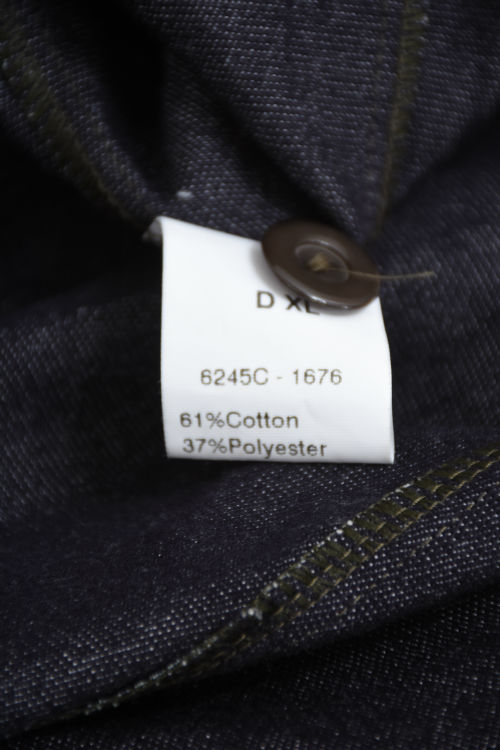 D XL
6245C - 1676
61%Cotton
37%Polyester